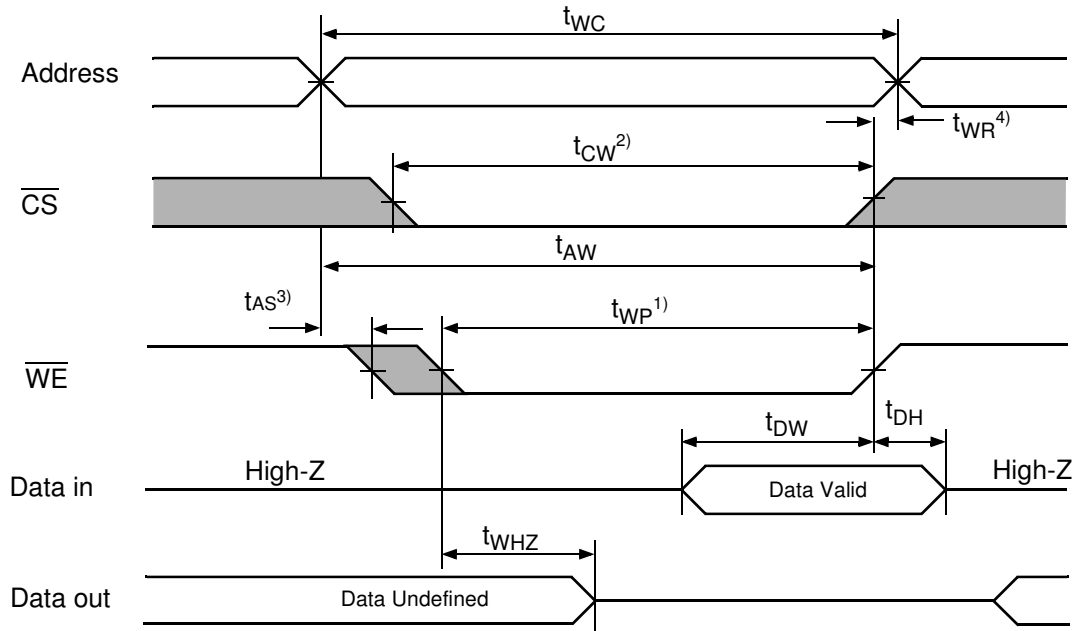 tWC
Address
tWR4)
tCW2)
CS
tAW
tAS3)
tWP1)
WE
tDW
tDH
High-Z
High-Z
Data in
Data Valid
tWHZ
Data out
Data Undefined